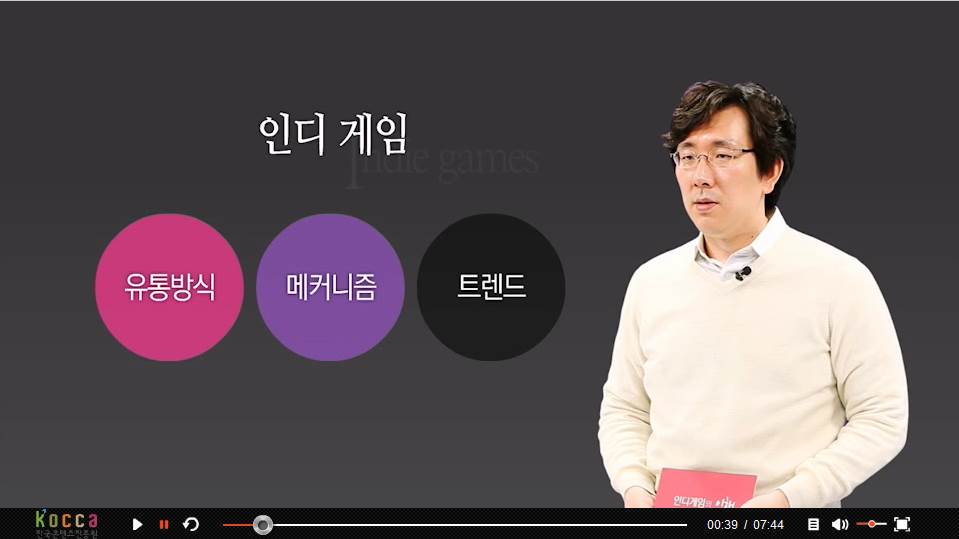 인디 게임
Indie games
유통방식
메커니즘
트렌드
인디게임의
Kocca
한국콘텐츠진흥원
00:39 / 07:44